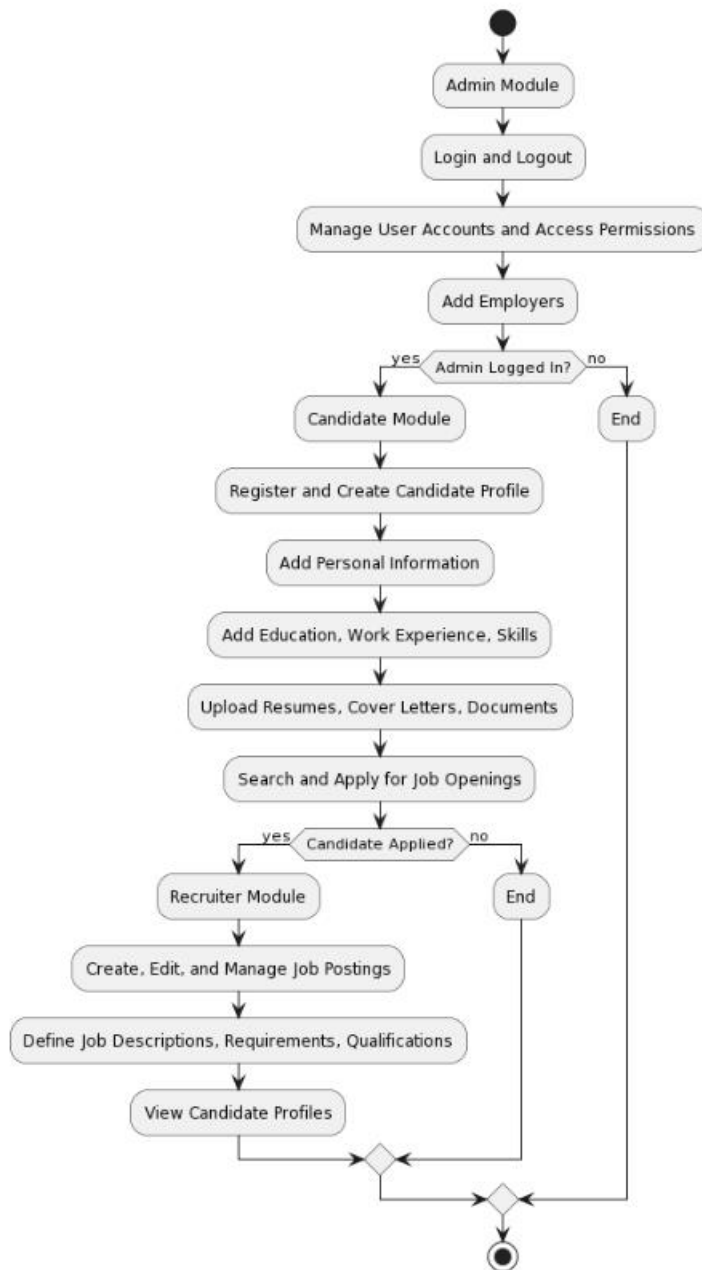 Admin Module
Login and Logout
Manage User Accounts and Access Permissions
Add Employers
yes
Admin Logged In?
no
Candidate Module
End
Register and Create Candidate Profile
Add Personal Information
Add Education, Work Experience, Skills
Upload Resumes, Cover Letters, Documents
Search and Apply for Job Openings
yes
Candidate Applied?
no
Recruiter Module
End
Create, Edit, and Manage Job Postings
Define Job Descriptions, Requirements, Qualifications
View Candidate Profiles